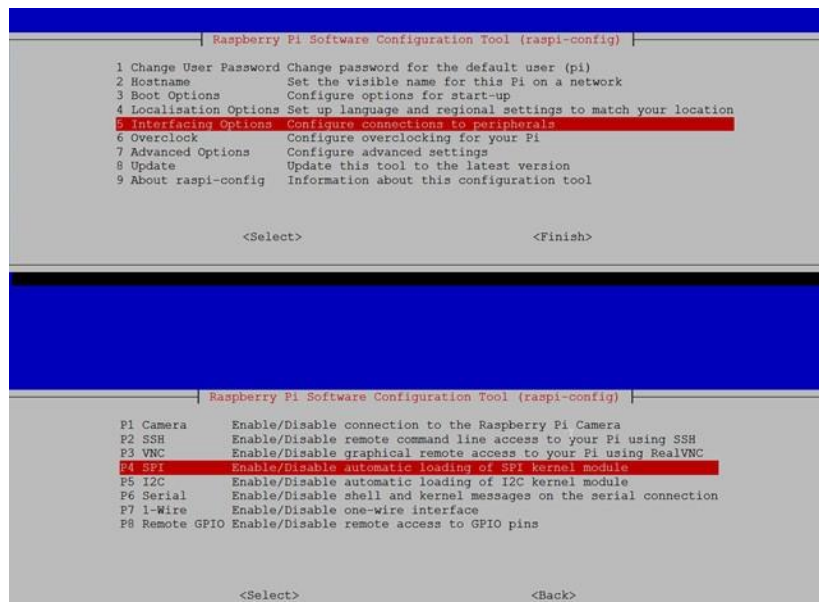 Raspberry Pi Software Configuration Tool (raspi-config)
1 Change User Password Change password for the default user (pi)
2 Hostname Set the visible name for this Pi on a network
3 Boot Options Configure options for start-up
4 Localisation Options Set up language and regional settings to match your location
5 Interfacing Options Configure connections to peripherals
6 Overclock Configure overclocking for your Pi
7 Advanced Options Configure advanced settings
8 Update Update this tool to the latest version
9 About raspi-config Information about this configuration tool
<Select> <Finish>
Raspberry Pi Software Configuration Tool (raspi-config)
P1 Camera Enable/Disable connection to the Raspberry Pi Camera
P2 SSH Enable/Disable remote command line access to your Pi using SSH
P3 VNC Enable/Disable graphical remote access to your Pi using RealVNC
P4 SPI Enable/Disable automatic loading of SPI kernel module
P5 I2C Enable/Disable automatic loading of I2C kernel module
P6 Serial Enable/Disable shell and kernel messages on the serial connection
P7 1-Wire Enable/Disable one-wire interface
P8 Remote GPIO Enable/Disable remote access to GPIO pins
<Select> <Back>